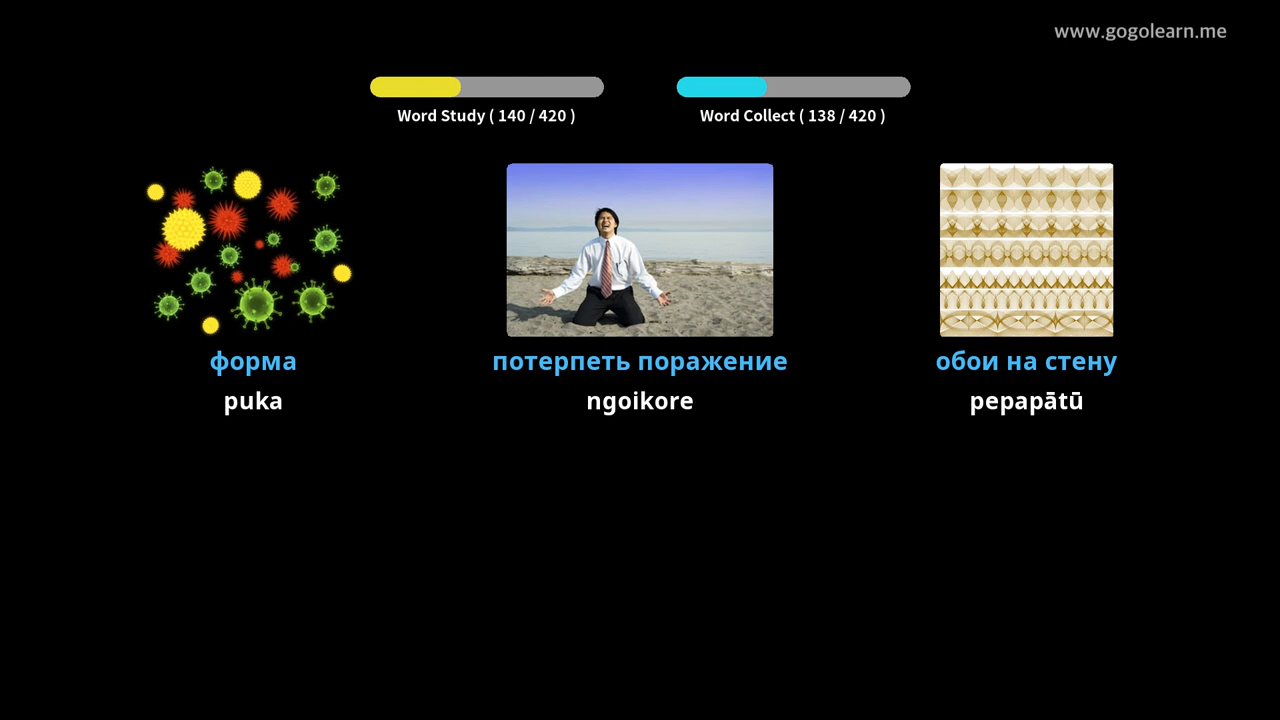 www.gogolearn.me
Word Study ( 140 / 420 )
Word Collect ( 138 / 420 )
форма
потерпеть поражение
обои на стену
puka
ngoikore
pepapātū